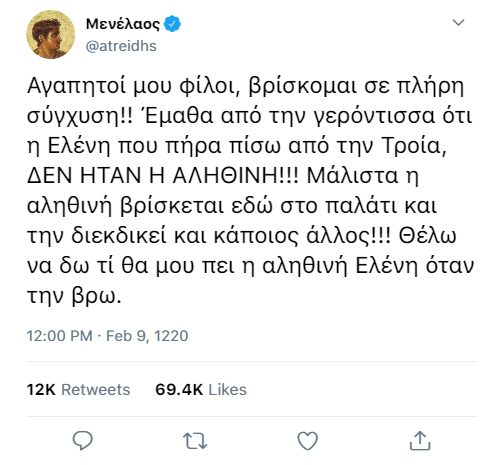 Μενέλαος
@atreidhs
Αγαπητοί μου φίλοι, βρίσκομαι σε πλήρη
σύγχυση!! Έμαθα από την γερόντισσα ότι
η Ελένη που πήρα πίσω από την Τροία,
ΔΕΝ ΗΤΑΝ Η ΑΛΗΘΙΝΗ!!! Μάλιστα η
αληθινή βρίσκεται εδώ στο παλάτι και
την διεκδικεί και κάποιος άλλος!!! Θέλω
να δω τί θα μου πει η αληθινή Ελένη όταν
την βρω.
12:00 PM · Feb 9, 1220
12K Retweets 69.4K Likes